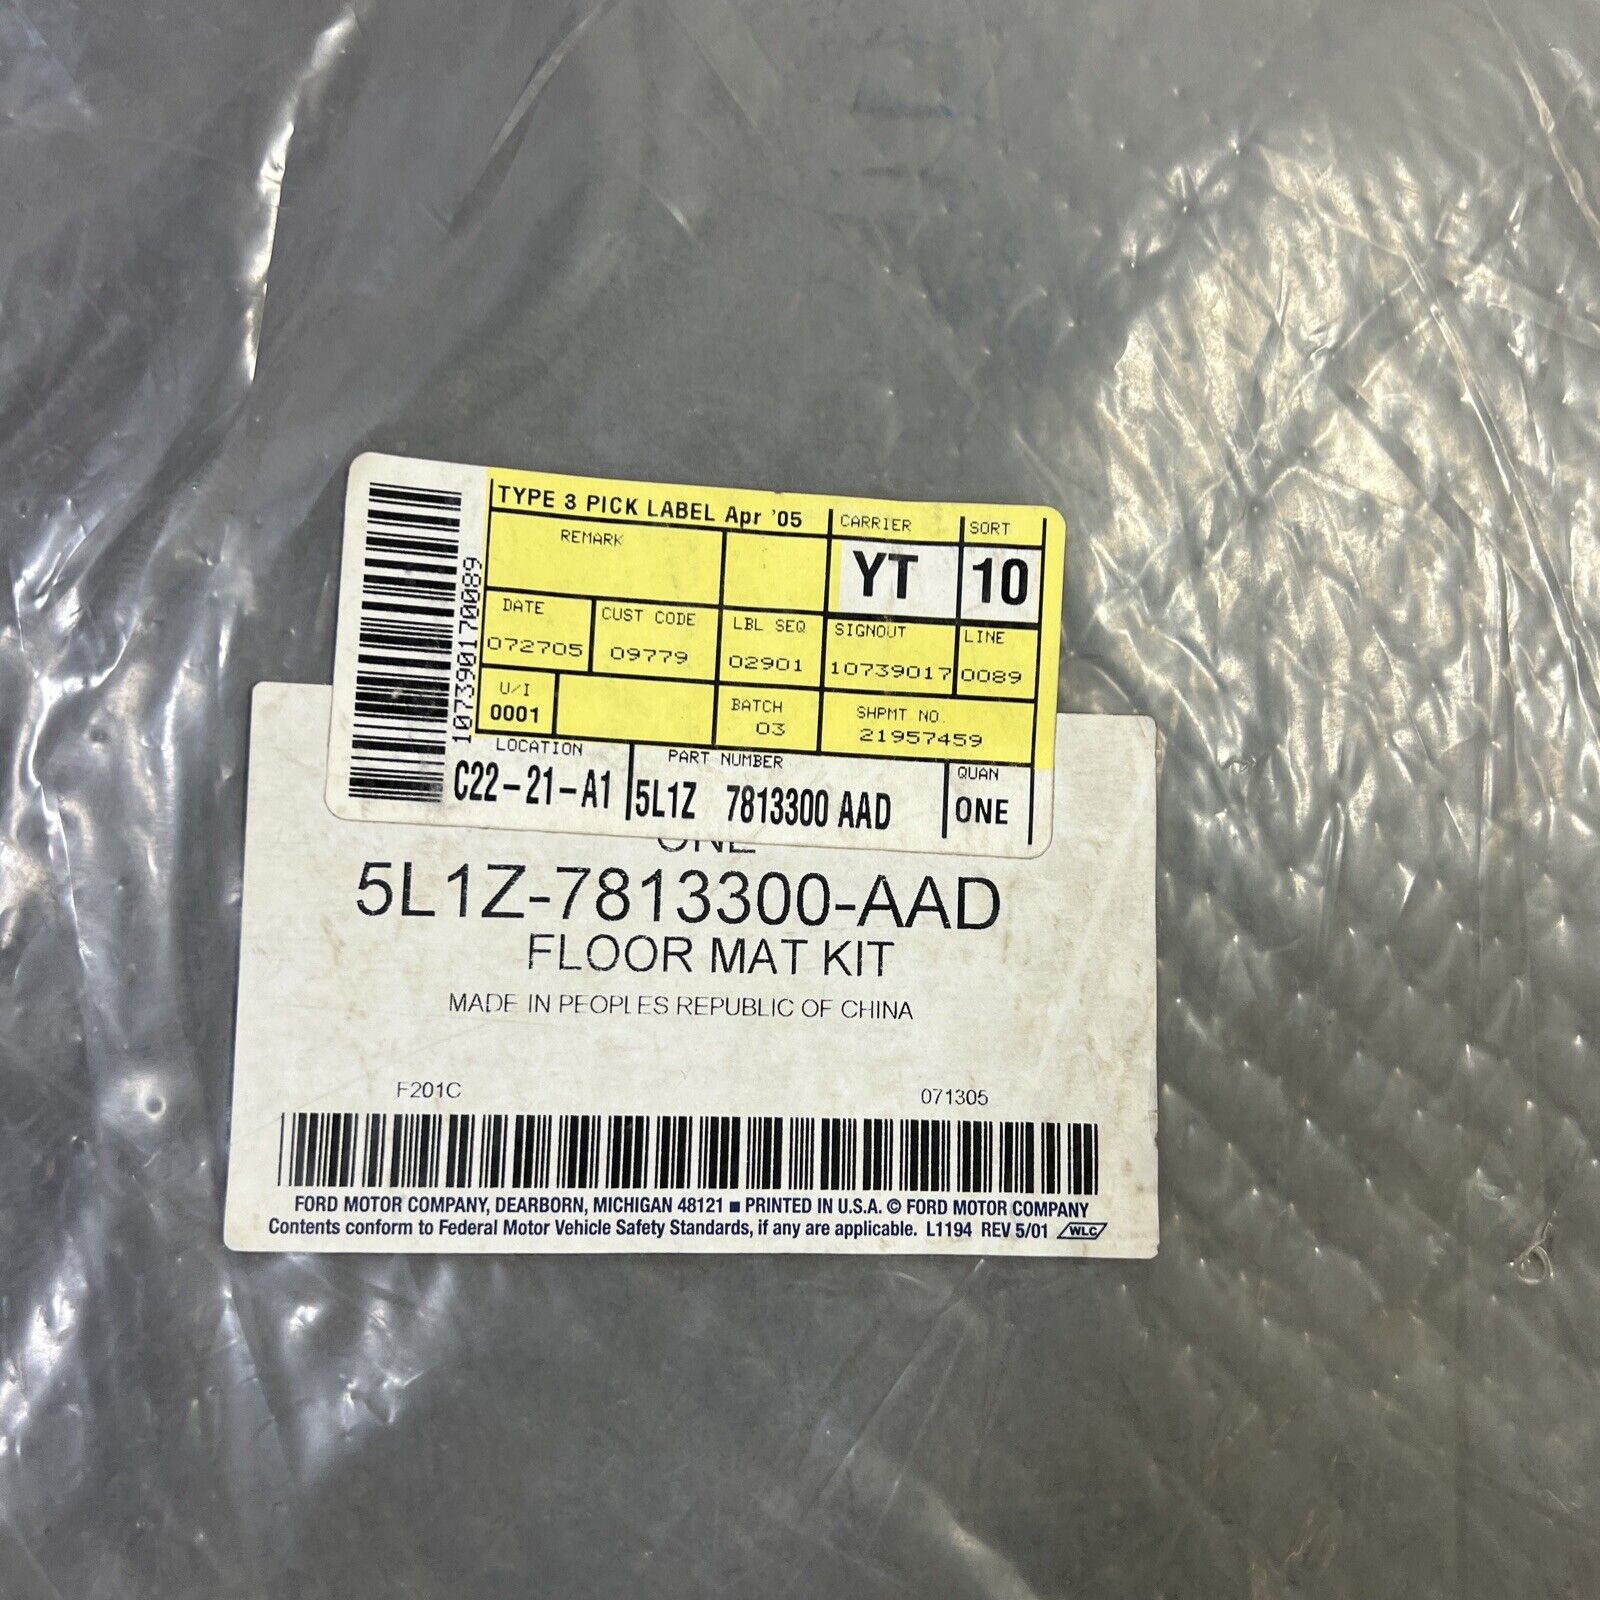 TYPE 3 PICK LABEL Apr '05
CARRIER
SORT
REMARK
YT
10
DATE
CUST CODE
LBL SEQ
SIGNOUT
LINE
072705
09779
02901
10739017
0089
U/I
0001
BATCH
03
SHPMT NO.
21957459
LOCATION
PART NUMBER
QUAN
C22-21-A1
5L1Z 7813300 AAD
ONE
107390170089
ONE
5L1Z-7813300-AAD
FLOOR MAT KIT
MADE IN PEOPLES REPUBLIC OF CHINA
F201C
071305
FORD MOTOR COMPANY, DEARBORN, MICHIGAN 48121 ■ PRINTED IN U.S.A. © FORD MOTOR COMPANY
Contents conform to Federal Motor Vehicle Safety Standards, if any are applicable. L1194 REV 5/01 WLC